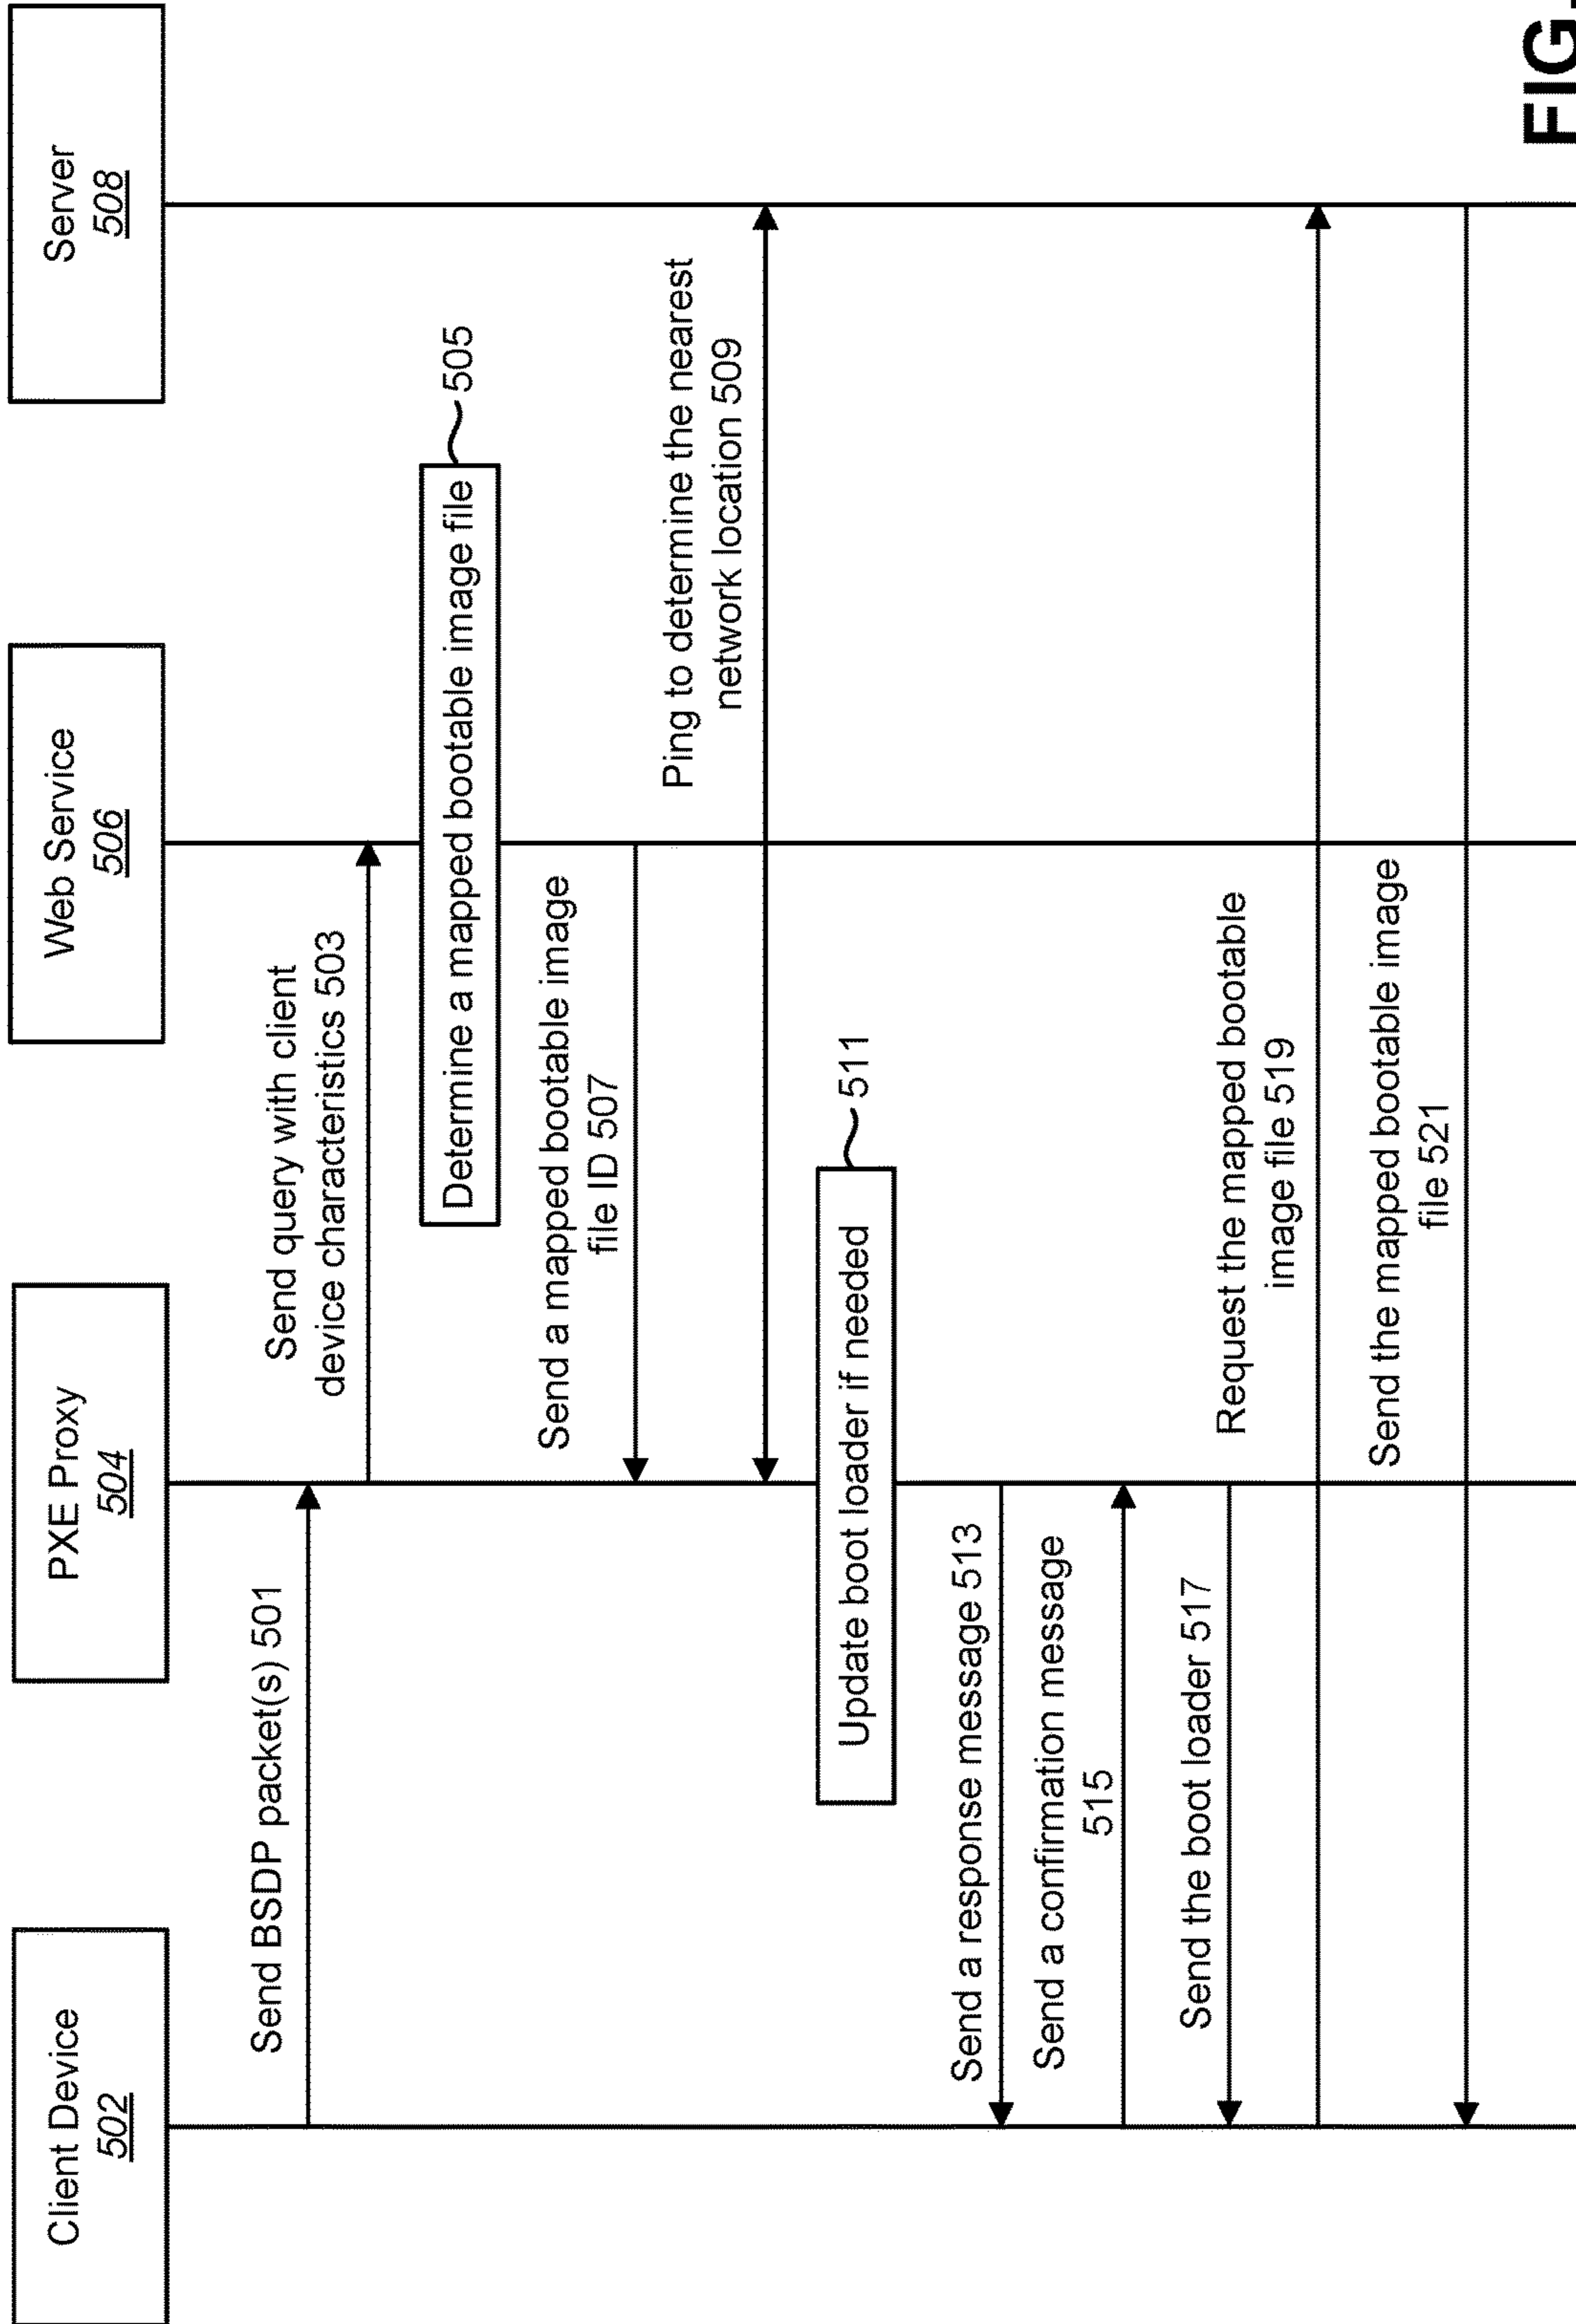 Client Device
502
PXE Proxy
504
Web Service
506
Server
508
Send BSDP packet(s) 501
Send query with client
device characteristics 503
Determine a mapped bootable image file
505
Send a mapped bootable image
file ID 507
Ping to determine the nearest
network location 509
Update boot loader if needed
511
Send a response message 513
Send a confirmation message
515
Send the boot loader 517
Request the mapped bootable
image file 519
Send the mapped bootable image
file 521
FIG.